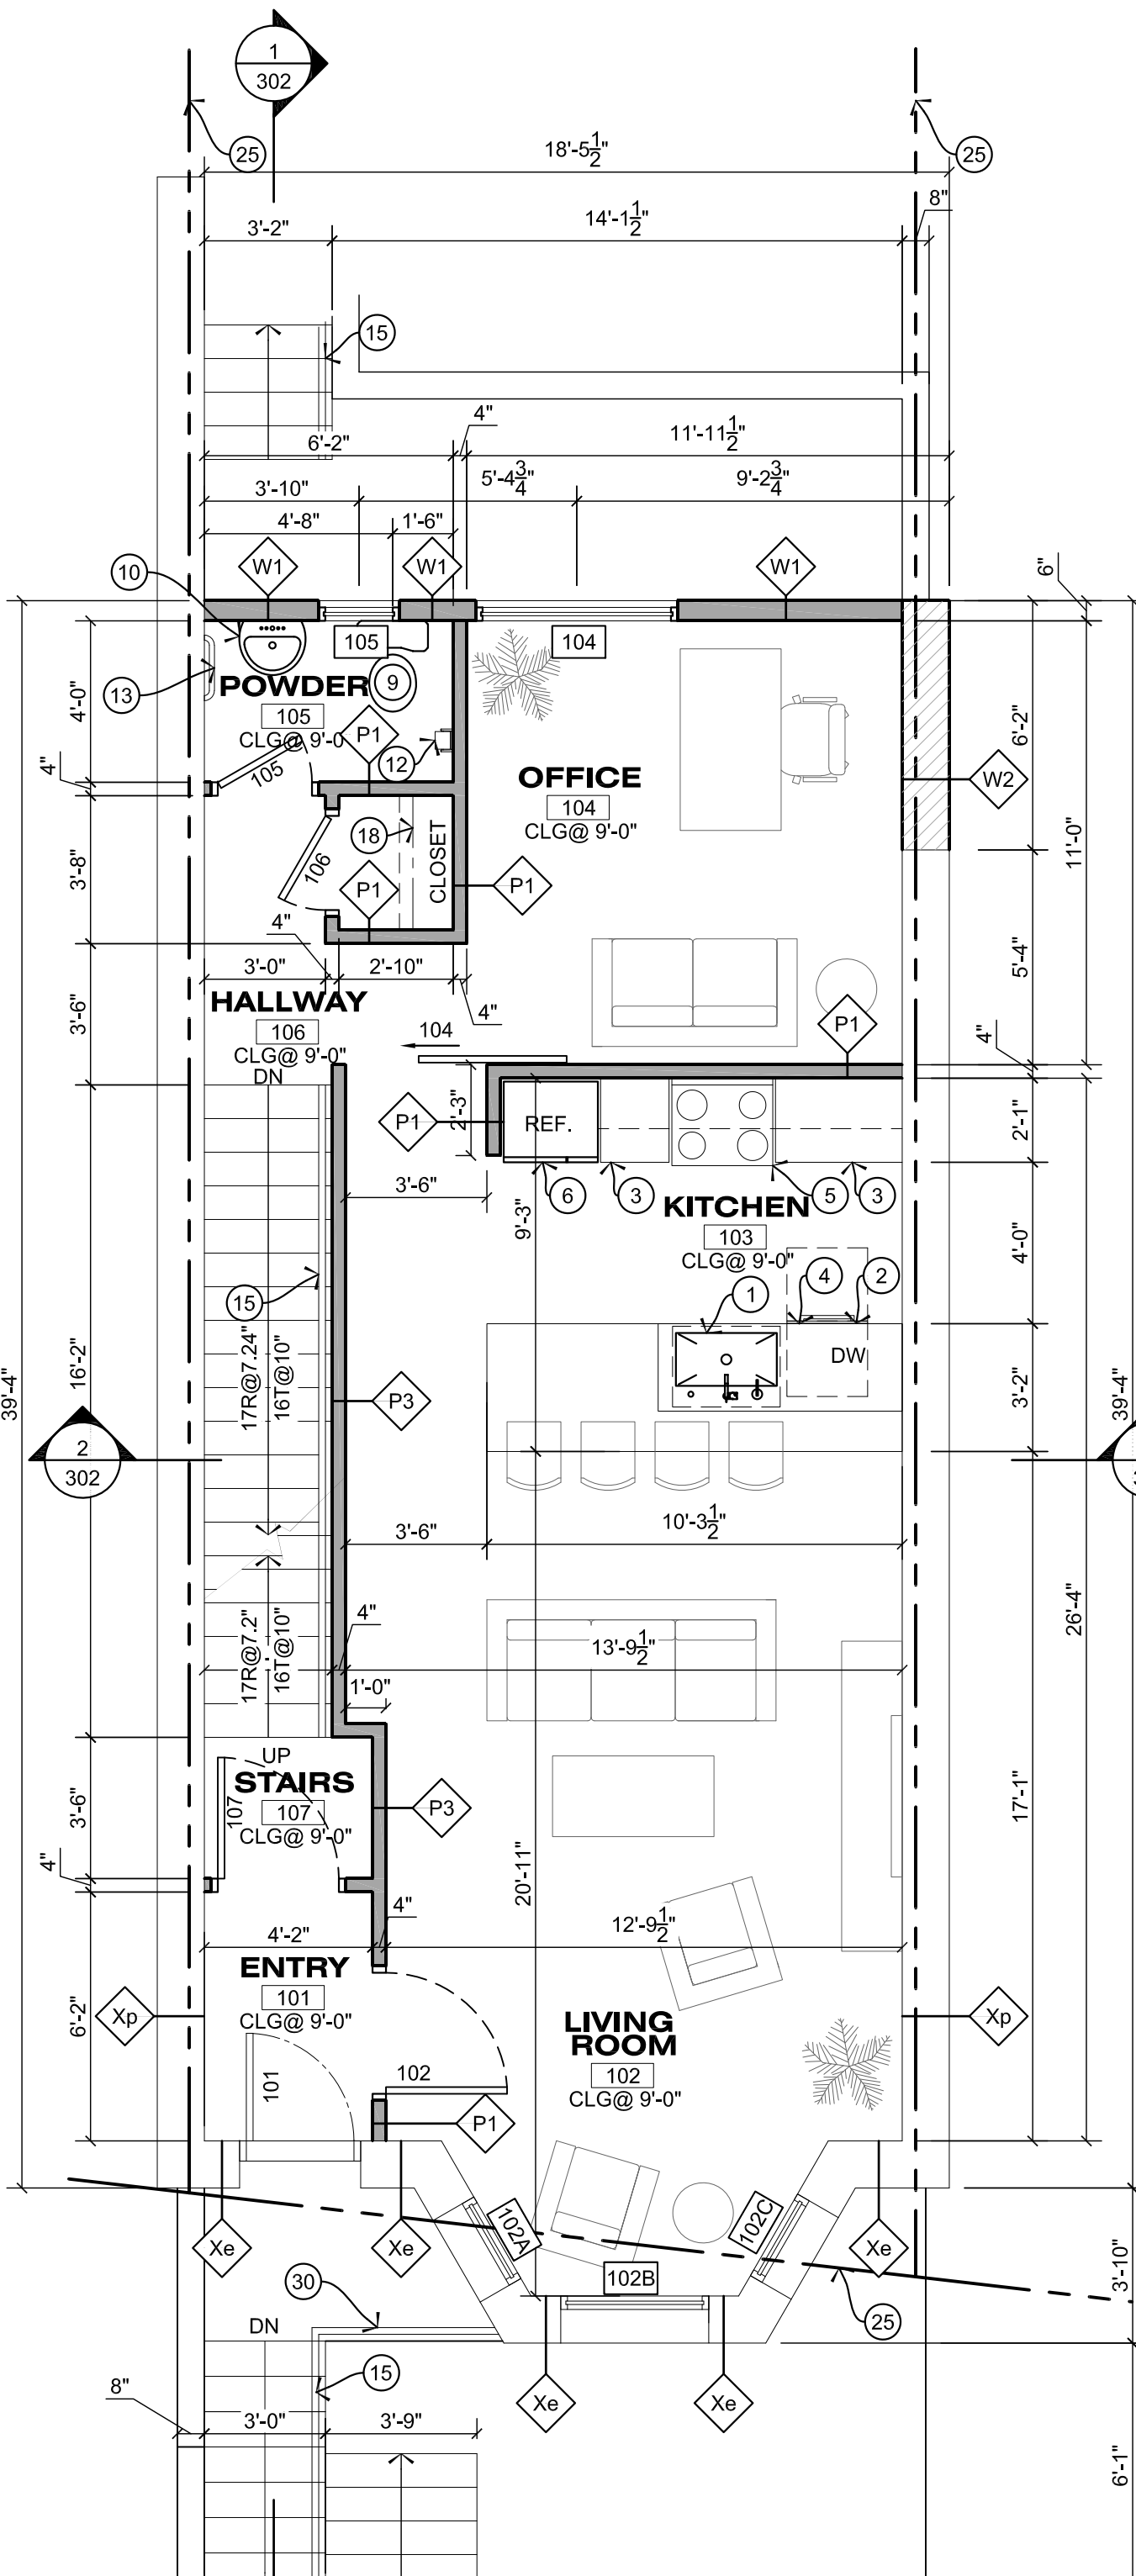 1
302
25
25
18'-5 1/2"
3'-2"
14'-1 1/2"
8"
15
6'-2"
4"
11'-11 1/2"
3'-10"
5'-4 3/4"
9'-2 3/4"
4'-8"
1'-6"
W1
W1
W1
10
6"
105
104
13
POWDER
105
CLG@ 9'-0"
9
P1
12
105
4'-0"
4"
OFFICE
104
CLG@ 9'-0"
W2
6'-2"
11'-0"
18
CLOSET
106
P1
P1
3'-8"
4"
3'-0"
2'-10"
4"
5'-4"
HALLWAY
106
CLG@ 9'-0"
DN
3'-6"
104
P1
4"
P1
2'-3"
REF.
2'-1"
6
3
5
3
3'-6"
9'-3"
KITCHEN
103
CLG@ 9'-0"
4'-0"
15
1
4
2
DW
17R@7.24"
16T@10"
16'-2"
39'-4"
P3
3'-2"
39'-4"
2
302
3'-6"
10'-3 1/2"
17R@7.2"
16T@10"
4"
13'-9 1/2"
1'-0"
26'-4"
UP
STAIRS
107
CLG@ 9'-0"
107
P3
3'-6"
4"
17'-1"
20'-11"
4'-2"
4"
12'-9 1/2"
ENTRY
101
CLG@ 9'-0"
Xp
Xp
6'-2"
LIVING
ROOM
102
CLG@ 9'-0"
101
102
P1
102A
102C
102B
Xe
Xe
Xe
30
25
3'-10"
DN
15
Xe
Xe
8"
3'-0"
3'-9"
6'-1"